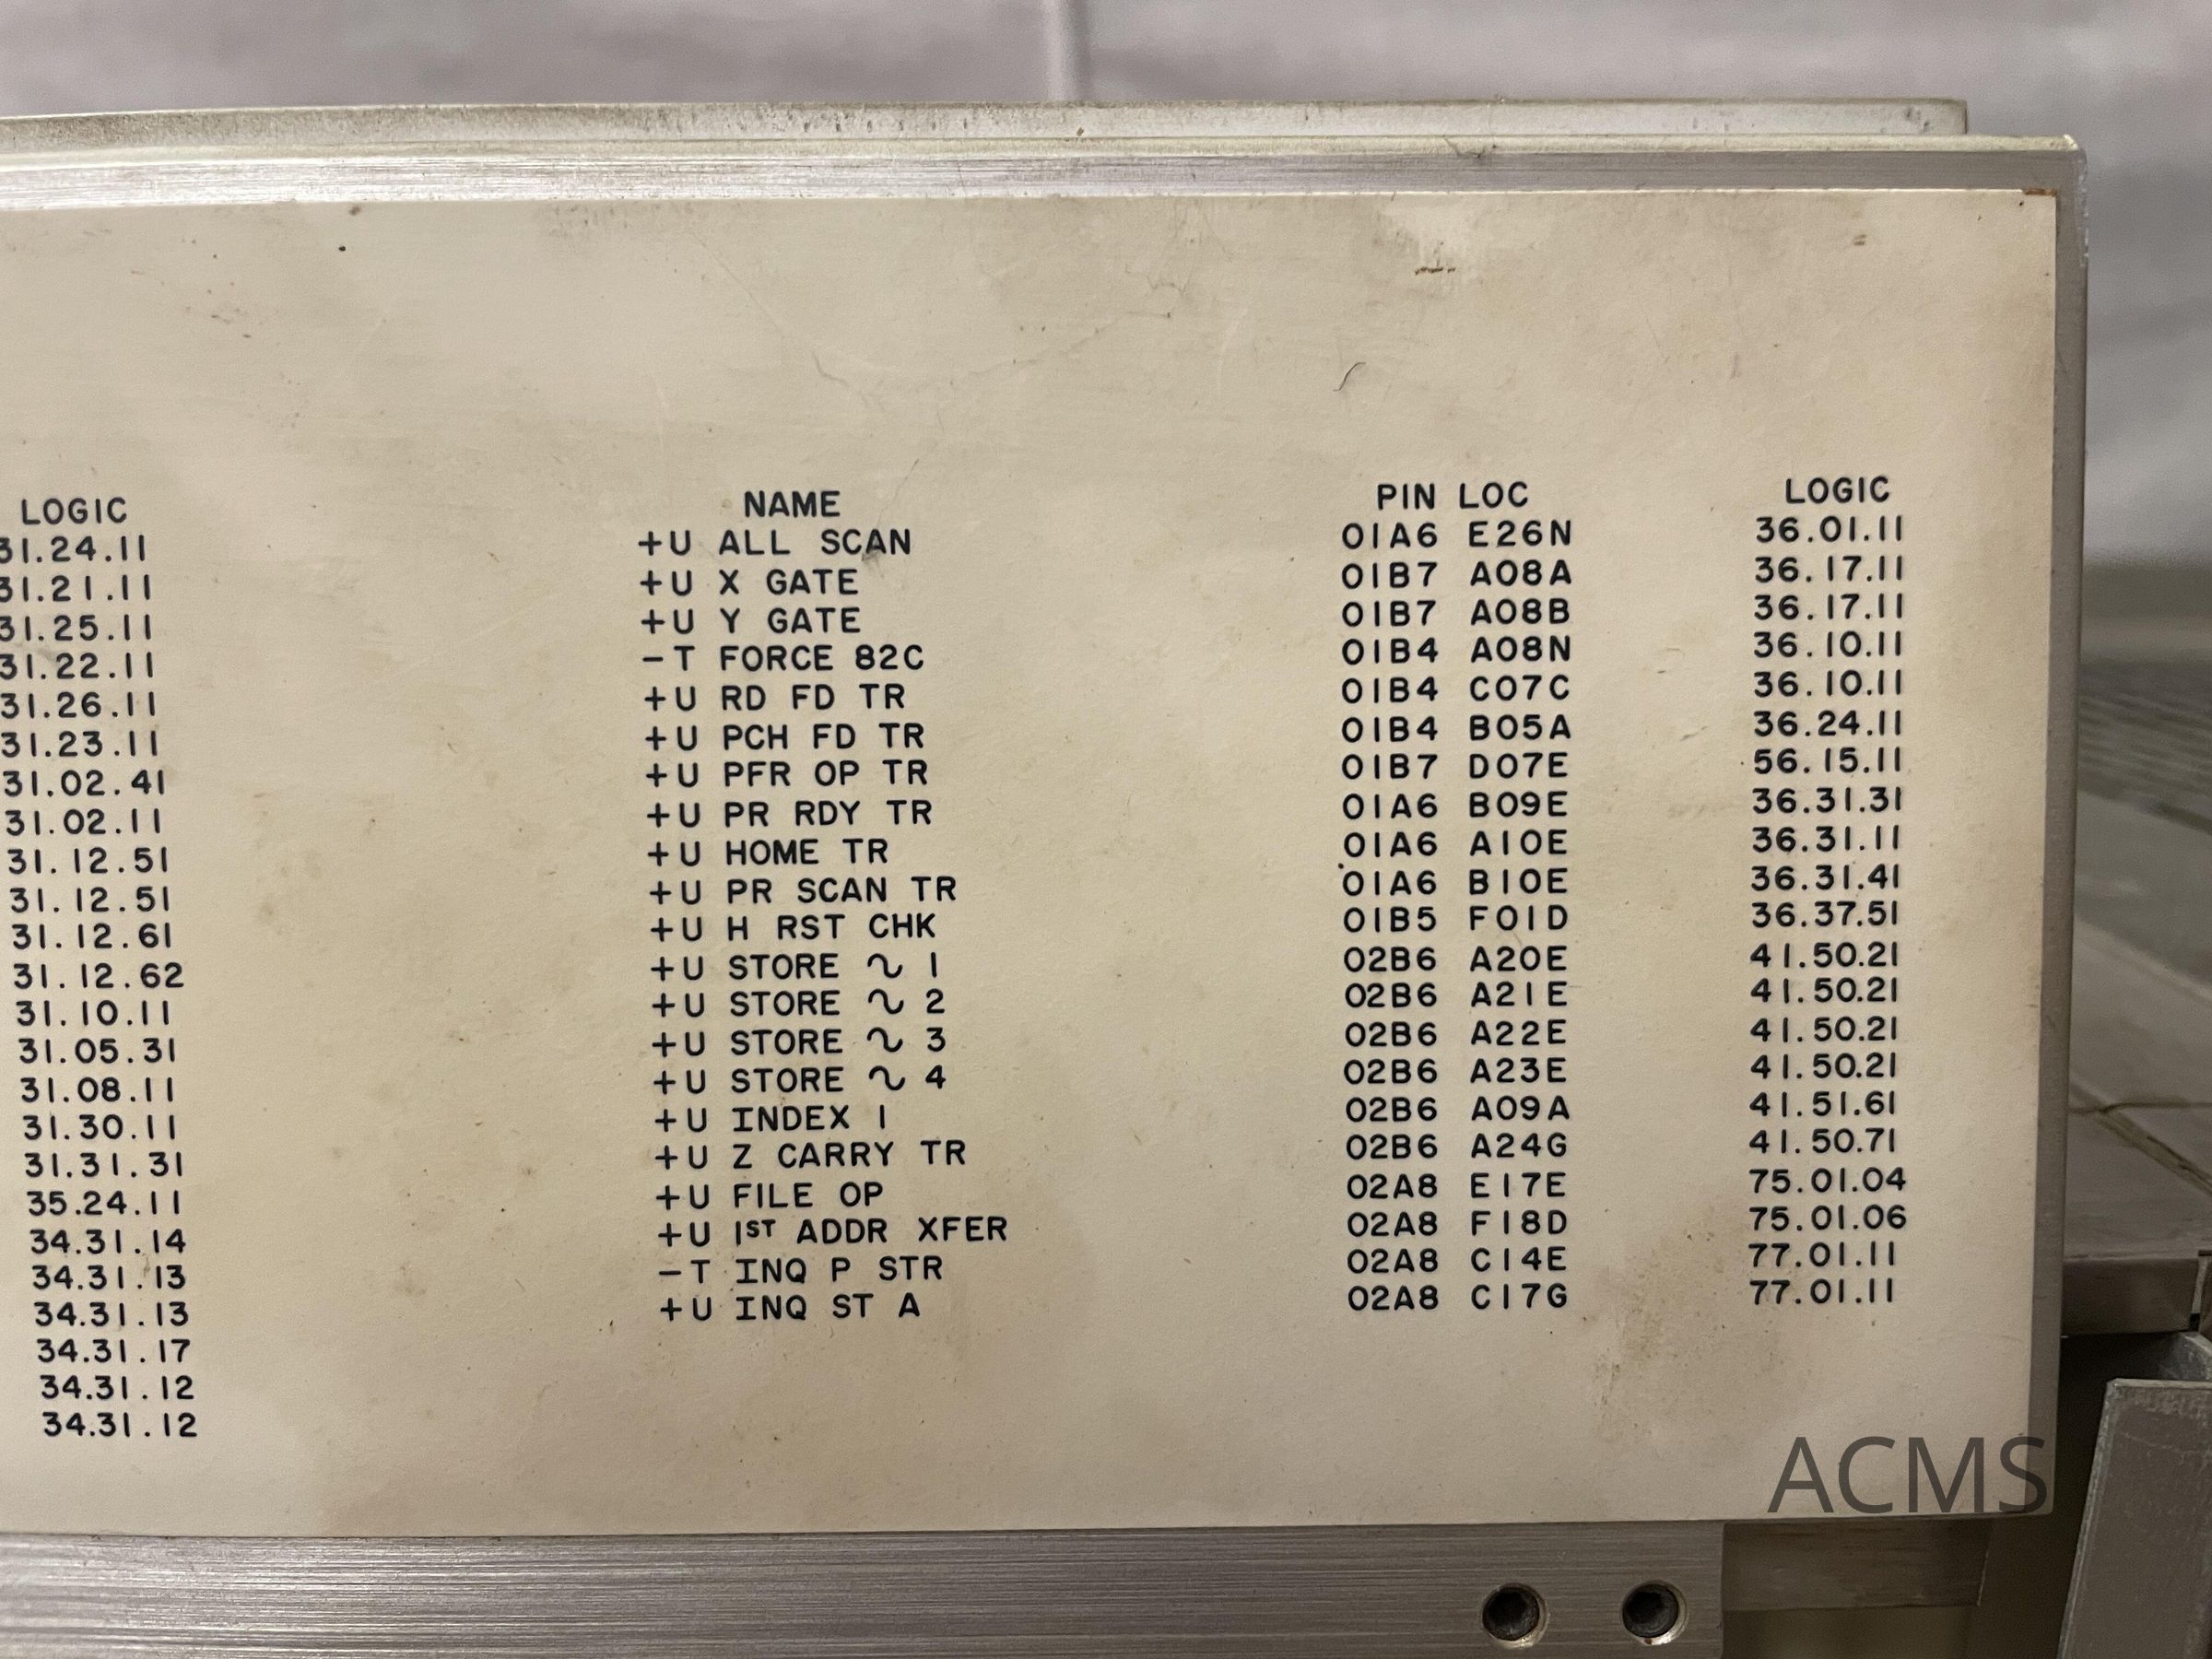 LOGIC NAME PIN LOC LOGIC
31.24.11 +U ALL SCAN 01A6 E26N 36.01.11
31.21.11 +U X GATE 01B7 A08A 36.17.11
31.25.11 +U Y GATE 01B7 A08B 36.17.11
31.22.11 -T FORCE 82C 01B4 A08N 36.10.11
31.26.11 +U RD FD TR 01B4 C07C 36.10.11
31.23.11 +U PCH FD TR 01B4 B05A 36.24.11
31.02.41 +U PFR OP TR 01B7 D07E 56.15.11
31.02.11 +U PR RDY TR 01A6 B09E 36.31.31
31.12.51 +U HOME TR 01A6 A10E 36.31.11
31.12.51 +U PR SCAN TR 01A6 B10E 36.31.41
31.12.61 +U H RST CHK 01B5 F01D 36.37.51
31.12.62 +U STORE ∿ 1 02B6 A20E 41.50.21
31.10.11 +U STORE ∿ 2 02B6 A21E 41.50.21
31.05.31 +U STORE ∿ 3 02B6 A22E 41.50.21
31.08.11 +U STORE ∿ 4 02B6 A23E 41.50.21
31.30.11 +U INDEX 1 02B6 A09A 41.51.61
31.31.31 +U Z CARRY TR 02B6 A24G 41.50.71
35.24.11 +U FILE OP 02A8 E17E 75.01.04
34.31.14 +U 1ST ADDR XFER 02A8 F18D 75.01.06
34.31.13 -T INQ P STR 02A8 C14E 77.01.11
34.31.13 +U INQ ST A 02A8 C17G 77.01.11
34.31.17
34.31.12
34.31.12
ACMS